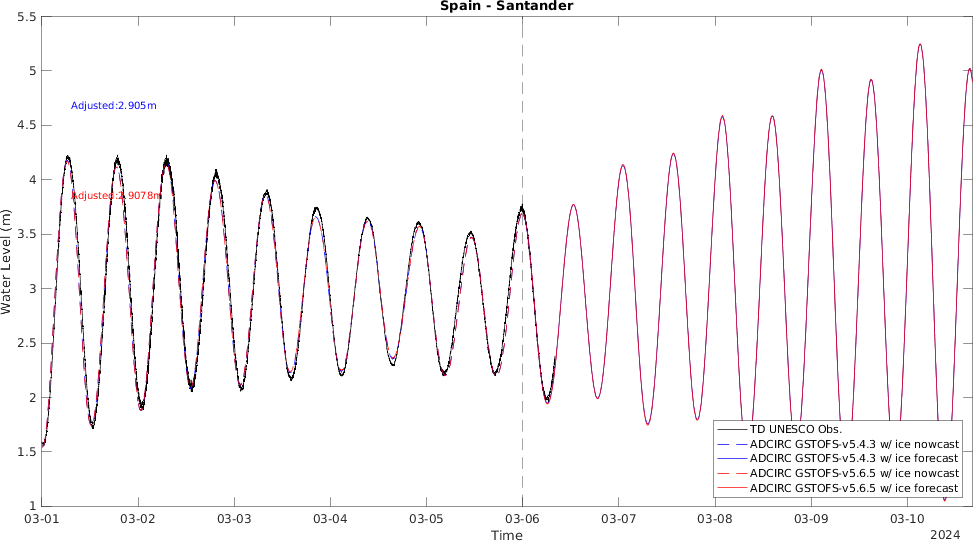 Spain - Santander
5.5
5
4.5
4
3.5
3
2.5
2
1.5
1
Water Level (m)
Adjusted:2.905m
Adjusted:2.9078m
TD UNESCO Obs.
ADCIRC GSTOFS-v5.4.3 w/ ice nowcast
ADCIRC GSTOFS-v5.4.3 w/ ice forecast
ADCIRC GSTOFS-v5.6.5 w/ ice nowcast
ADCIRC GSTOFS-v5.6.5 w/ ice forecast
03-01 03-02 03-03 03-04 03-05 03-06 03-07 03-08 03-09 03-10
Time
2024